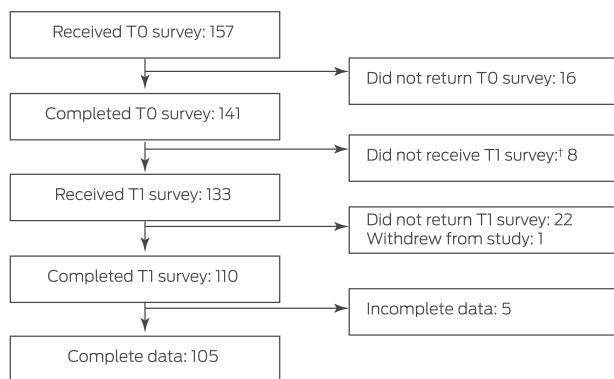 Received T0 survey: 157
Did not return T0 survey: 16
Completed T0 survey: 141
Did not receive T1 survey:† 8
Received T1 survey: 133
Did not return T1 survey: 22
Withdrew from study: 1
Completed T1 survey: 110
Incomplete data: 5
Complete data: 105